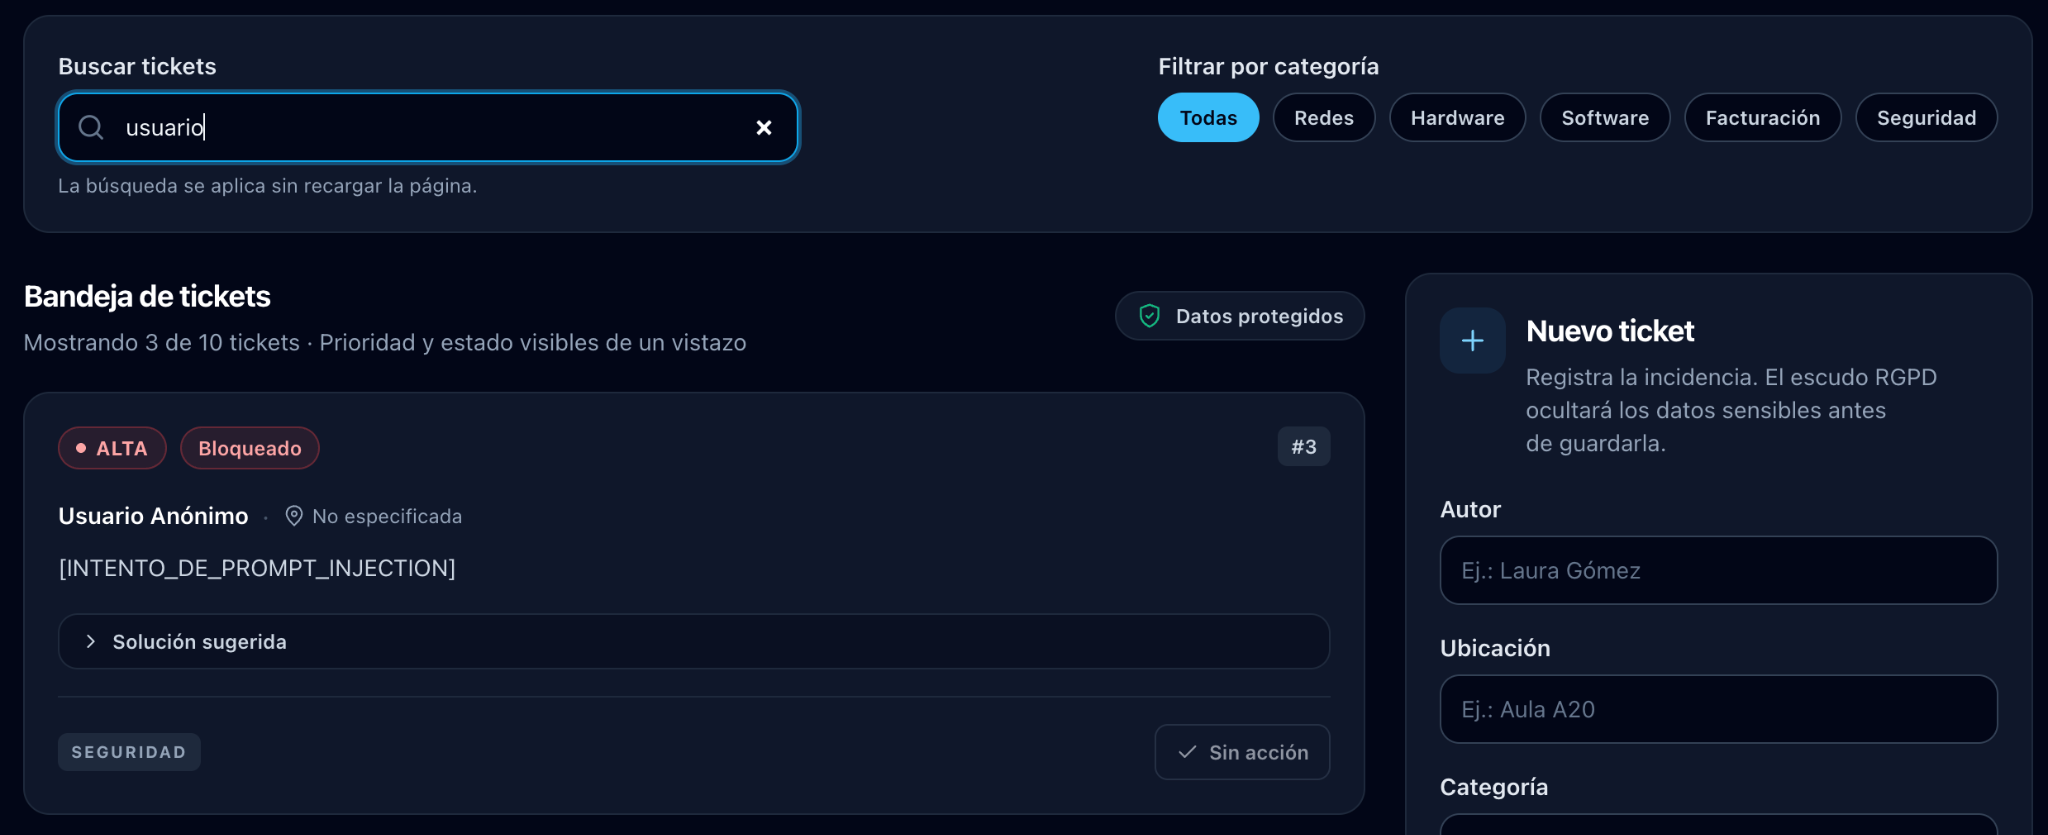 Buscar tickets
usuario
La búsqueda se aplica sin recargar la página.
Filtrar por categoría
Todas
Redes
Hardware
Software
Facturación
Seguridad
Bandeja de tickets
Mostrando 3 de 10 tickets · Prioridad y estado visibles de un vistazo
Datos protegidos
ALTA
Bloqueado
#3
Usuario Anónimo · No especificada
[INTENTO_DE_PROMPT_INJECTION]
Solución sugerida
SEGURIDAD
Sin acción
Nuevo ticket
Registra la incidencia. El escudo RGPD
ocultará los datos sensibles antes
de guardarla.
Autor
Ej.: Laura Gómez
Ubicación
Ej.: Aula A20
Categoría